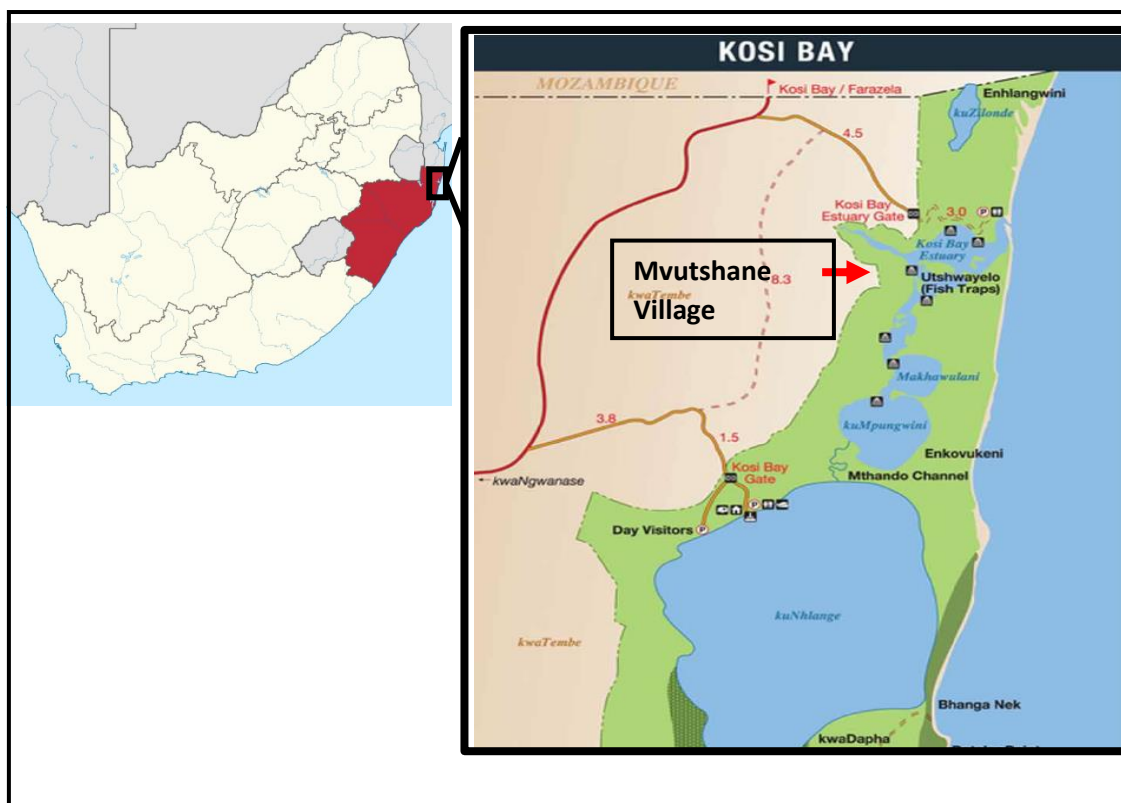 KOSI BAY
MOZAMBIQUE
Kosi Bay / Farazela
Enhlangwini
kuZilonde
4.5
Kosi Bay
Estuary Gate
3.0
P
Kosi Bay
Estuary
Mvutshane
Village
kwaTembe
8.3
Utshwayelo
(Fish Traps)
Makhawulani
kuMpungwini
3.8
1.5
Enkovukeni
Kosi Bay
Gate
Mthando Channel
←kwaNgwanase
P
Day Visitors
P
kuNhlange
kwaTembe
Bhanga Nek
kwaDapha